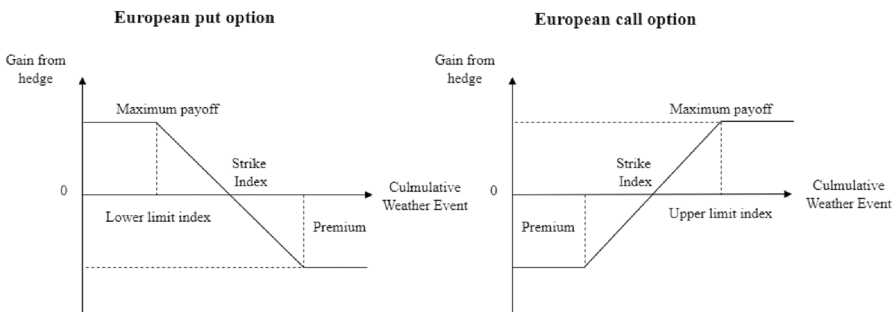 European put option
Gain from
hedge
Maximum payoff
Strike
Index
0
Culmulative
Weather Event
Lower limit index
Premium
European call option
Gain from
hedge
Maximum payoff
Strike
Index
0
Culmulative
Weather Event
Upper limit index
Premium